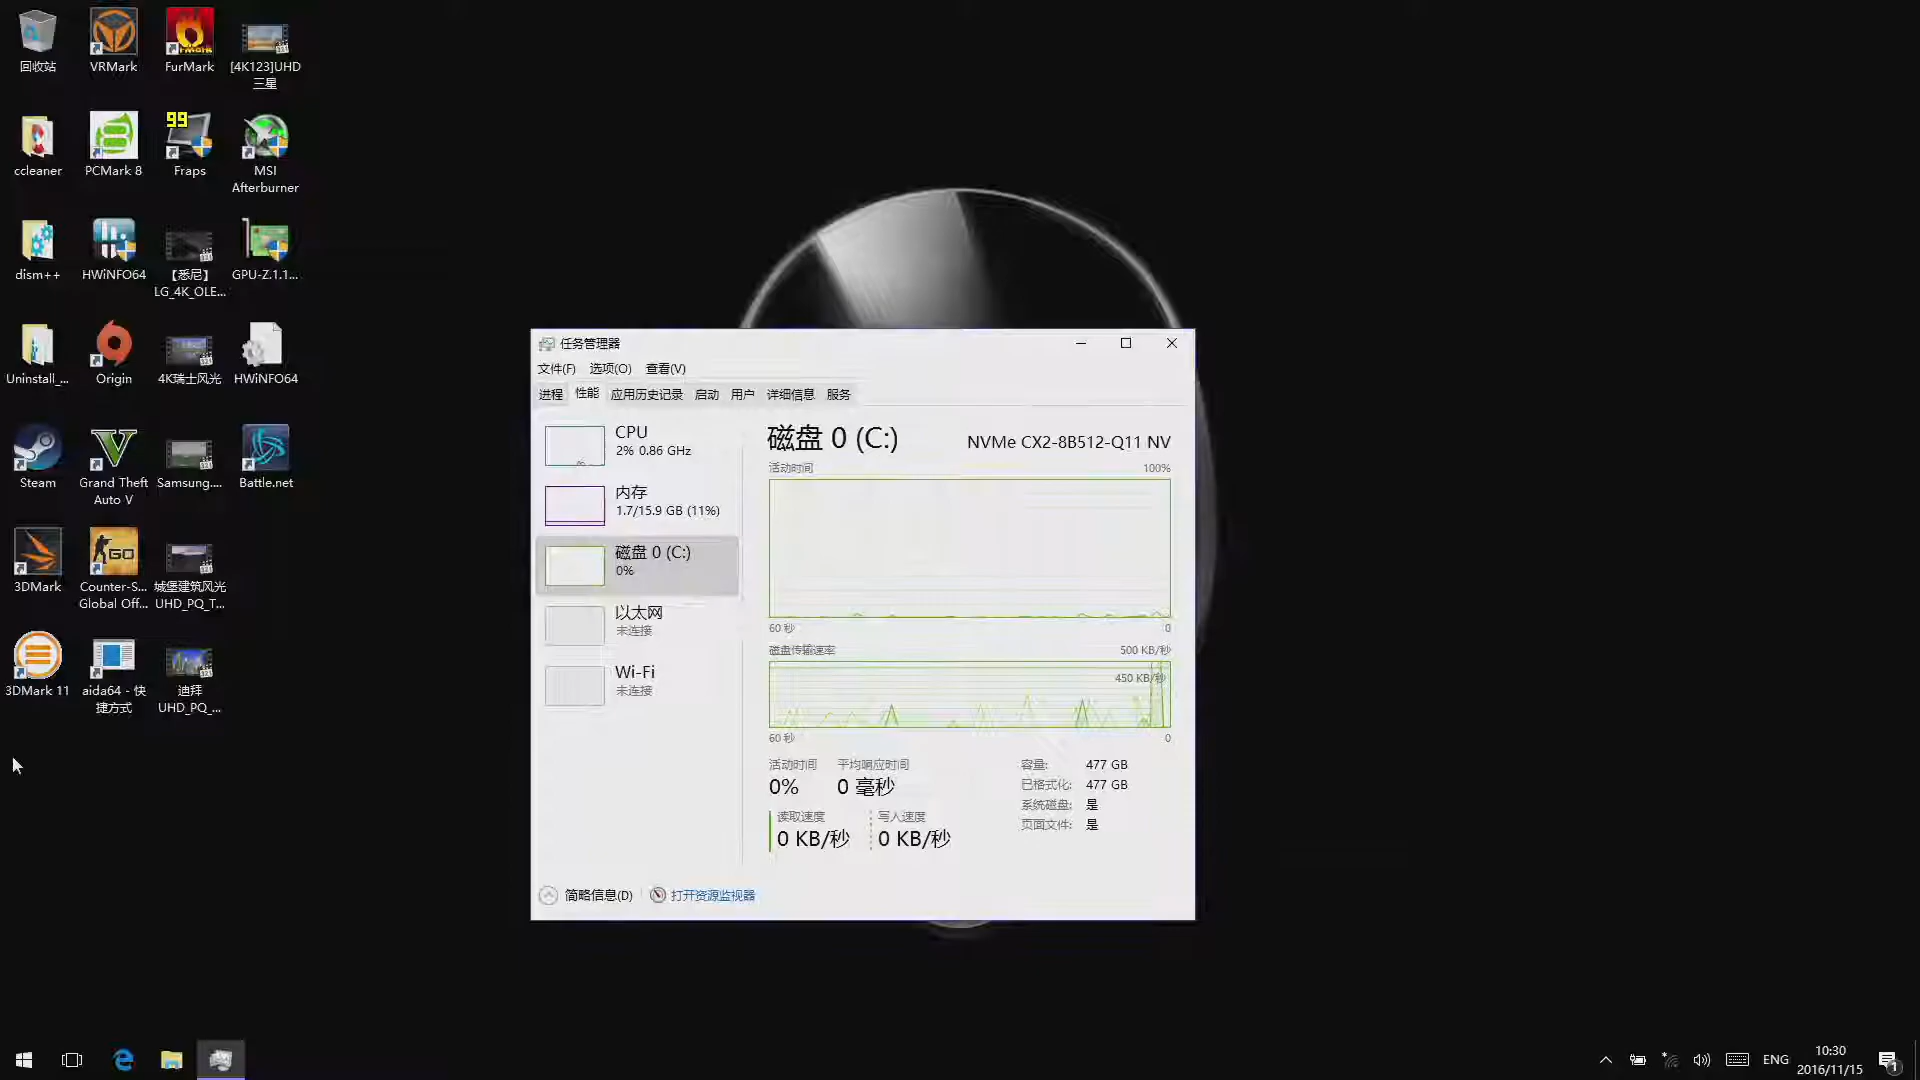 回收站
VRMark
FurMark
[4K123]UHD
三星
ccleaner
PCMark 8
99
Fraps
MSI
Afterburner
dism++
HWiNFO64
【悉尼】
LG_4K_OLE...
GPU-Z.1.1...
Uninstall_...
Origin
4K瑞士风光
HWiNFO64
Steam
Grand Theft
Auto V
Samsung....
Battle.net
3DMark
GO
Counter-S...
Global Off...
城堡建筑风光
UHD_PQ_T...
3DMark 11
aida64 - 快
捷方式
迪拜
UHD_PQ_...
任务管理器
文件(F) 选项(O) 查看(V)
进程 性能 应用历史记录 启动 用户 详细信息 服务
CPU
2% 0.86 GHz
内存
1.7/15.9 GB (11%)
磁盘 0 (C:)
0%
以太网
未连接
Wi-Fi
未连接
磁盘 0 (C:) NVMe CX2-8B512-Q11 NV
活动时间 100%
60 秒 0
磁盘传输速率 500 KB/秒
450 KB/秒
60 秒 0
活动时间 平均响应时间
0% 0 毫秒
读取速度 写入速度
0 KB/秒 0 KB/秒
容量: 477 GB
已格式化: 477 GB
系统磁盘: 是
页面文件: 是
简略信息(D) 打开资源监视器
ENG
10:30
2016/11/15
1